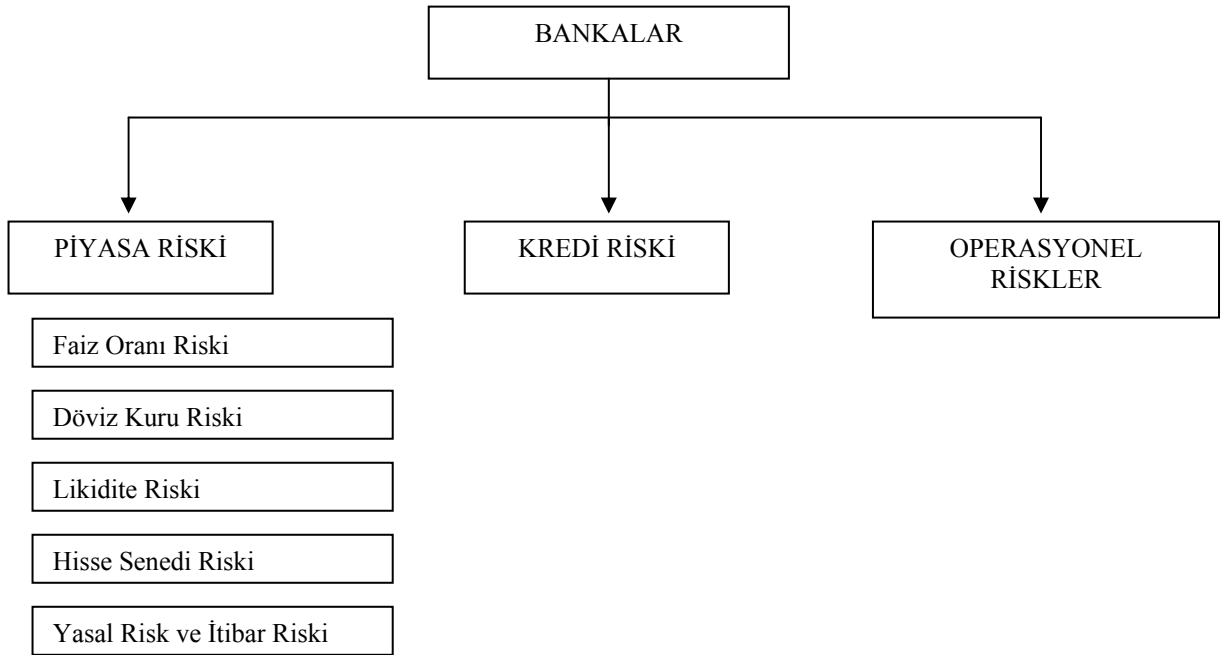 BANKALAR
PİYASA RİSKİ
KREDİ RİSKİ
OPERASYONEL
RİSKLER
Faiz Oranı Riski
Döviz Kuru Riski
Likidite Riski
Hisse Senedi Riski
Yasal Risk ve İtibar Riski